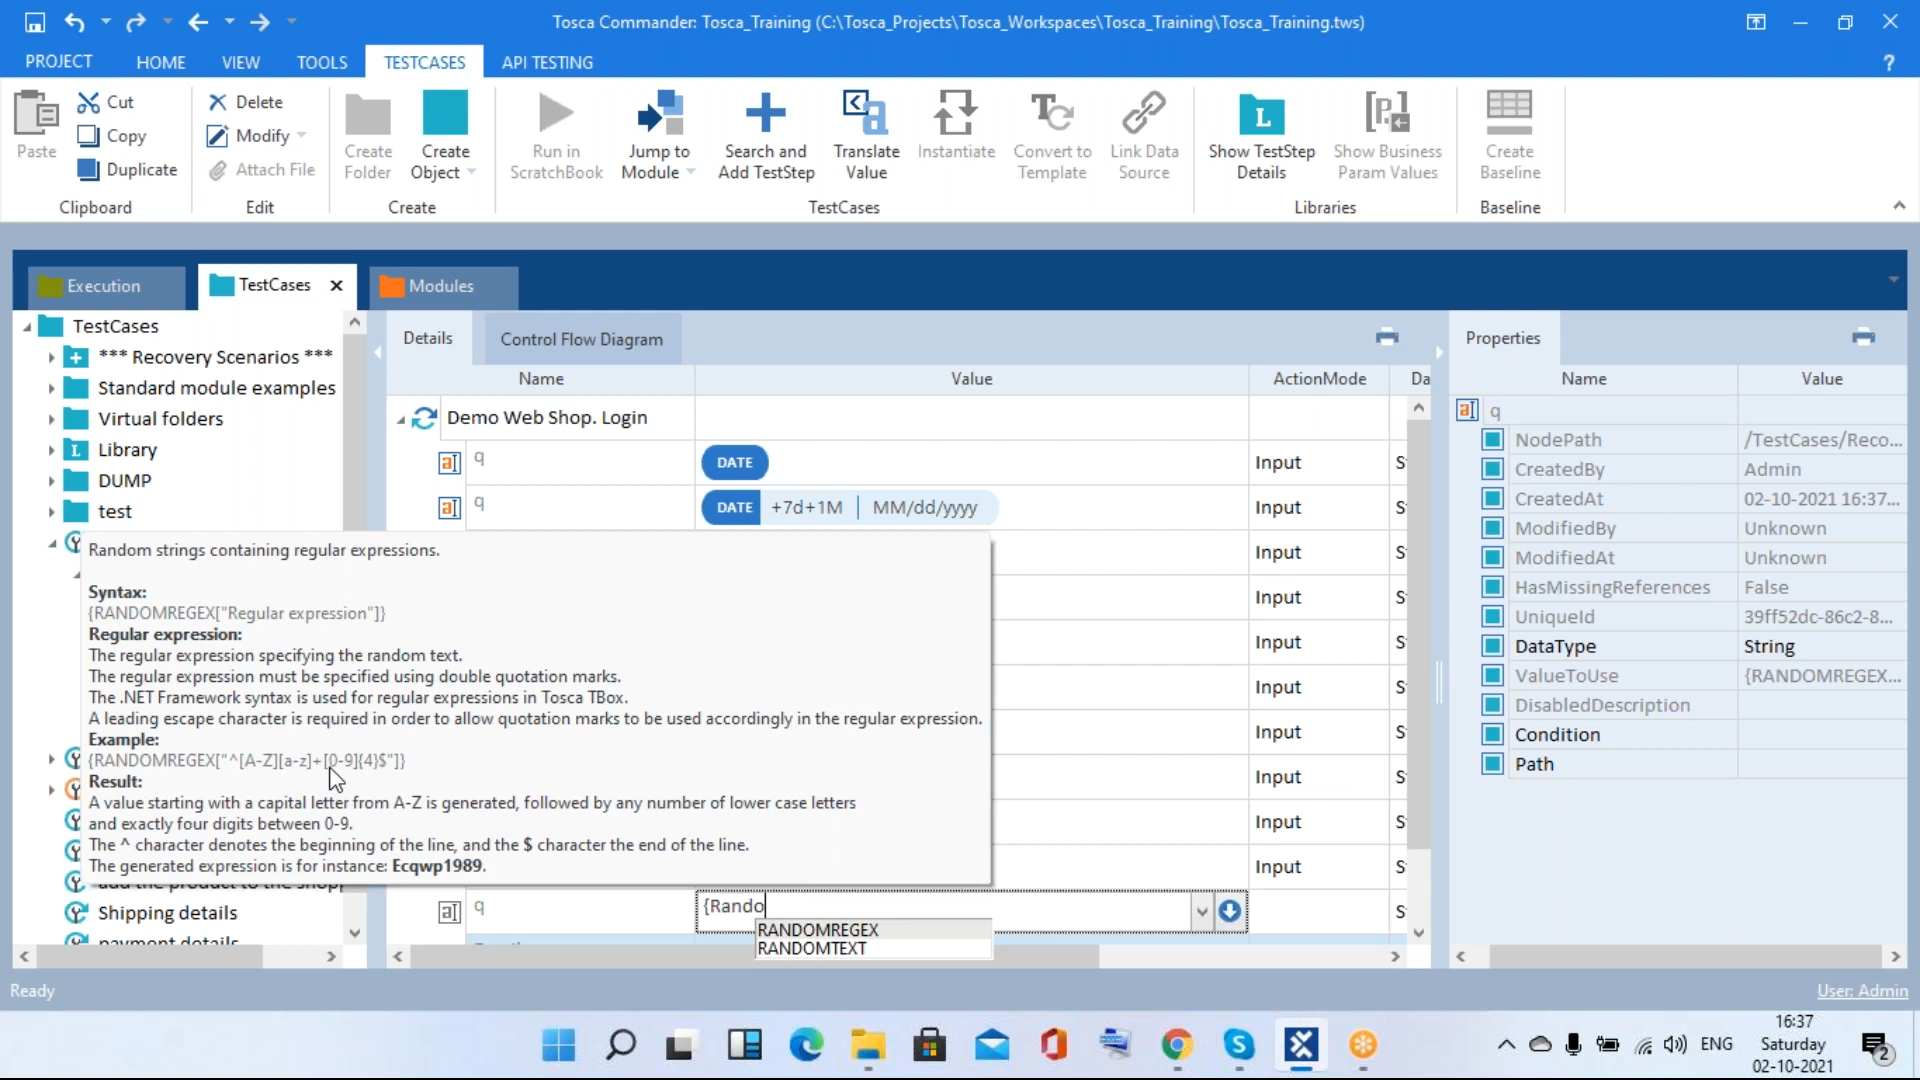 Tosca Commander: Tosca_Training (C:\Tosca_Projects\Tosca_Workspaces\Tosca_Training\Tosca_Training.tws)
PROJECT HOME VIEW TOOLS TESTCASES API TESTING ?
Paste Cut Copy Duplicate
Clipboard
Delete Modify Attach File
Edit
Create Folder Create Object
Create
Run in ScratchBook Jump to Module Search and Add TestStep Translate Value Instantiate Convert to Template Link Data Source
TestCases
Show TestStep Details Show Business Param Values
Libraries
Create Baseline
Baseline
Execution TestCases Modules
TestCases
*** Recovery Scenarios ***
Standard module examples
Virtual folders
Library
DUMP
test
Shipping details
payment details
Details Control Flow Diagram
Name Value ActionMode Da
Demo Web Shop. Login
q DATE Input S
q DATE +7d+1M MM/dd/yyyy Input S
Input S
Input S
Input S
Input S
Input S
Input S
Input S
Input S
q {Rando S
RANDOMREGEX
RANDOMTEXT
Random strings containing regular expressions.
Syntax:
{RANDOMREGEX["Regular expression"]}
Regular expression:
The regular expression specifying the random text.
The regular expression must be specified using double quotation marks.
The .NET Framework syntax is used for regular expressions in Tosca TBox.
A leading escape character is required in order to allow quotation marks to be used accordingly in the regular expression.
Example:
{RANDOMREGEX["^[A-Z][a-z]+[0-9]{4}$"]}
Result:
A value starting with a capital letter from A-Z is generated, followed by any number of lower case letters
and exactly four digits between 0-9.
The ^ character denotes the beginning of the line, and the $ character the end of the line.
The generated expression is for instance: Ecqwp1989.
Properties
Name Value
q
NodePath /TestCases/Reco...
CreatedBy Admin
CreatedAt 02-10-2021 16:37...
ModifiedBy Unknown
ModifiedAt Unknown
HasMissingReferences False
UniqueId 39ff52dc-86c2-8...
DataType String
ValueToUse {RANDOMREGEX...
DisabledDescription
Condition
Path
Ready User: Admin
ENG
16:37
Saturday
02-10-2021
2